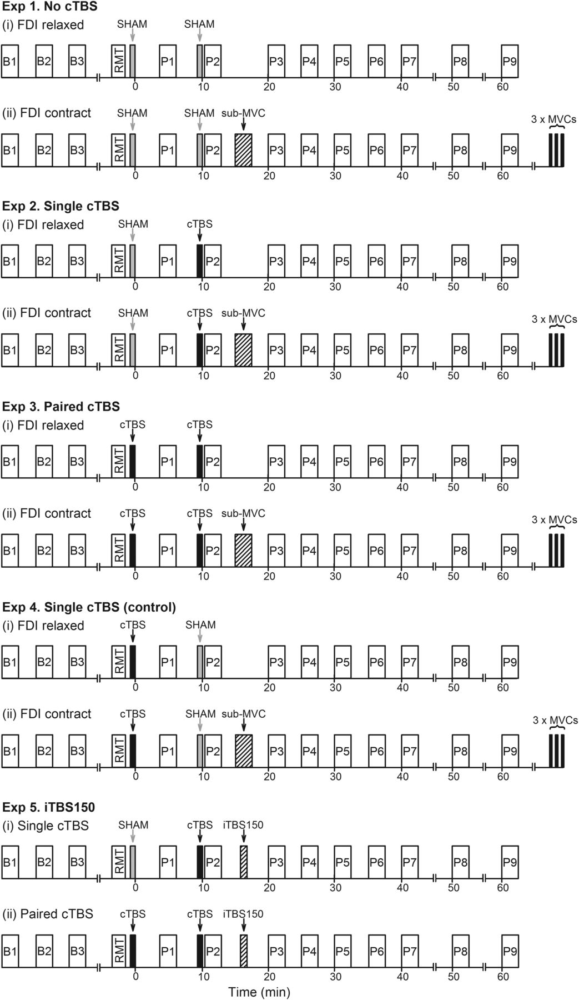 Exp 1. No cTBS
(i) FDI relaxed
SHAM SHAM
B1 B2 B3 RMT P1 P2 P3 P4 P5 P6 P7 P8 P9
0 10 20 30 40 50 60
(ii) FDI contract SHAM SHAM sub-MVC
3 x MVCs
B1 B2 B3 RMT P1 P2 P3 P4 P5 P6 P7 P8 P9
0 10 20 30 40 50 60
Exp 2. Single cTBS
(i) FDI relaxed SHAM cTBS
B1 B2 B3 RMT P1 P2 P3 P4 P5 P6 P7 P8 P9
0 10 20 30 40 50 60
(ii) FDI contract SHAM cTBS sub-MVC
3 x MVCs
B1 B2 B3 RMT P1 P2 P3 P4 P5 P6 P7 P8 P9
0 10 20 30 40 50 60
Exp 3. Paired cTBS
(i) FDI relaxed cTBS cTBS
B1 B2 B3 RMT P1 P2 P3 P4 P5 P6 P7 P8 P9
0 10 20 30 40 50 60
(ii) FDI contract cTBS cTBS sub-MVC
3 x MVCs
B1 B2 B3 RMT P1 P2 P3 P4 P5 P6 P7 P8 P9
0 10 20 30 40 50 60
Exp 4. Single cTBS (control)
(i) FDI relaxed cTBS SHAM
B1 B2 B3 RMT P1 P2 P3 P4 P5 P6 P7 P8 P9
0 10 20 30 40 50 60
(ii) FDI contract cTBS SHAM sub-MVC
3 x MVCs
B1 B2 B3 RMT P1 P2 P3 P4 P5 P6 P7 P8 P9
0 10 20 30 40 50 60
Exp 5. iTBS150
(i) Single cTBS SHAM cTBS iTBS150
B1 B2 B3 RMT P1 P2 P3 P4 P5 P6 P7 P8 P9
0 10 20 30 40 50 60
(ii) Paired cTBS cTBS cTBS iTBS150
B1 B2 B3 RMT P1 P2 P3 P4 P5 P6 P7 P8 P9
0 10 20 30 40 50 60
Time (min)